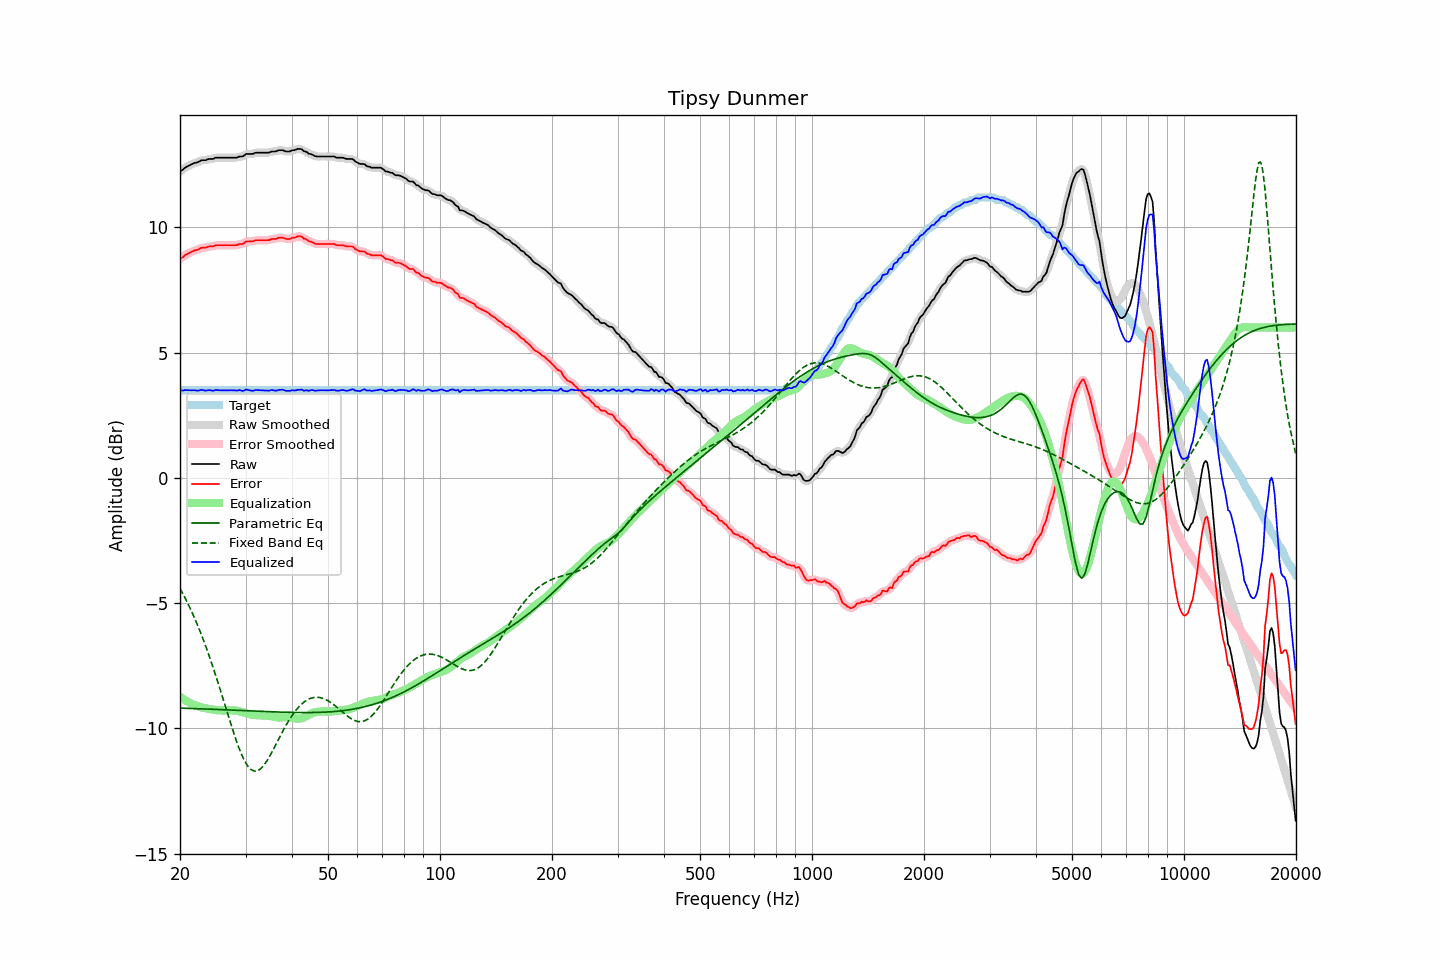 Tipsy Dunmer
Amplitude (dBr)
10
5
0
−5
−10
−15
Target
Raw Smoothed
Error Smoothed
Raw
Error
Equalization
Parametric Eq
Fixed Band Eq
Equalized
20 50 100 200 500 1000 2000 5000 10000 20000
Frequency (Hz)